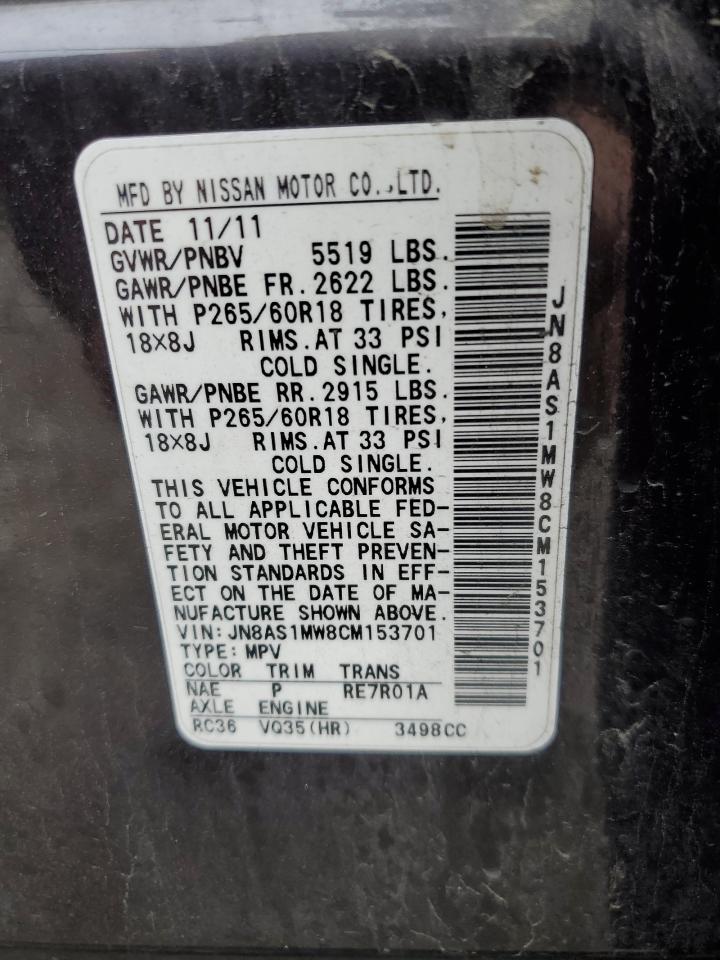 MFD BY NISSAN MOTOR CO.,LTD.
DATE 11/11
GVWR/PNBV 5519 LBS.
GAWR/PNBE FR.2622 LBS.
WITH P265/60R18 TIRES,
18X8J RIMS.AT 33 PSI
COLD SINGLE.
GAWR/PNBE RR.2915 LBS.
WITH P265/60R18 TIRES,
18X8J RIMS.AT 33 PSI
COLD SINGLE.
THIS VEHICLE CONFORMS
TO ALL APPLICABLE FED-
ERAL MOTOR VEHICLE SA-
FETY AND THEFT PREVEN-
TION STANDARDS IN EFF-
ECT ON THE DATE OF MA-
NUFACTURE SHOWN ABOVE.
VIN:JN8AS1MW8CM153701
TYPE:MPV
COLOR TRIM TRANS
NAE P RE7R01A
AXLE ENGINE
RC36 VQ35(HR) 3498CC
JN8AS1MW8CM153701